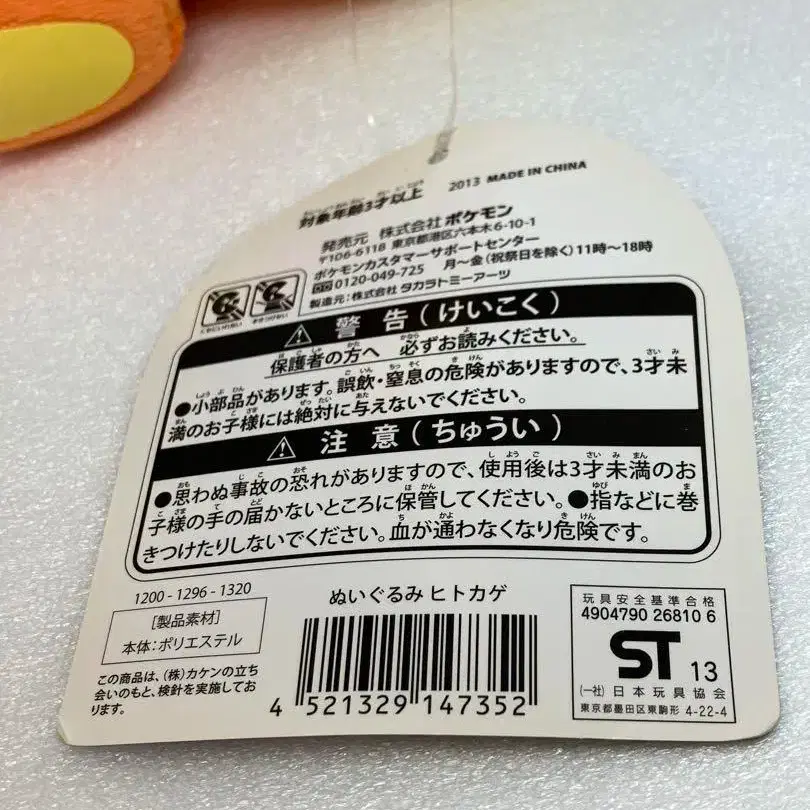 対象年齢3才以上
2013 MADE IN CHINA
発売元 株式会社ポケモン
〒106-6118 東京都港区六本木6-10-1
ポケモンカスタマーサポートセンター
0120-049-725 月〜金(祝祭日を除く)11時〜18時
製造元:株式会社 タカラトミーアーツ
くちにいれない
警告(けいこく)
保護者の方へ 必ずお読みください。
●小部品があります。誤飲・窒息の危険がありますので、3才未
満のお子様には絶対に与えないでください。
注意(ちゅうい)
●思わぬ事故の恐れがありますので、使用後は3才未満のお
子様の手の届かないところに保管してください。●指などに巻
きつけたりしないでください。血が通わなくなり危険です。
1200-1296-1320
[製品素材]
本体:ポリエステル
この商品は、(株)カケンの立ち
会いのもと、検針を実施してお
ります。
ぬいぐるみ ヒトカゲ
4 521329 147352
玩具安全基準合格
4904790 26810 6
ST 13
(一社)日本玩具協会
東京都墨田区東駒形 4-22-4